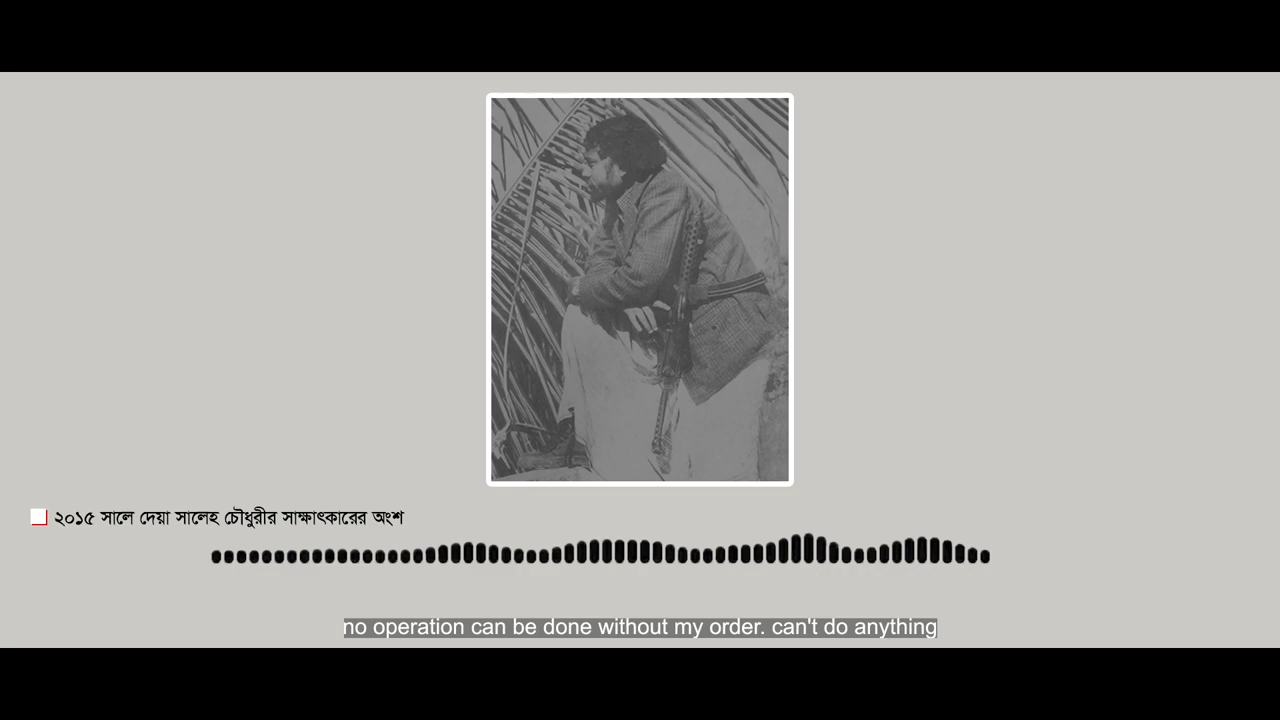 ২০১৫ সালে দেয়া সালেহ চৌধুরীর সাক্ষাৎকারের অংশ
no operation can be done without my order. can't do anything